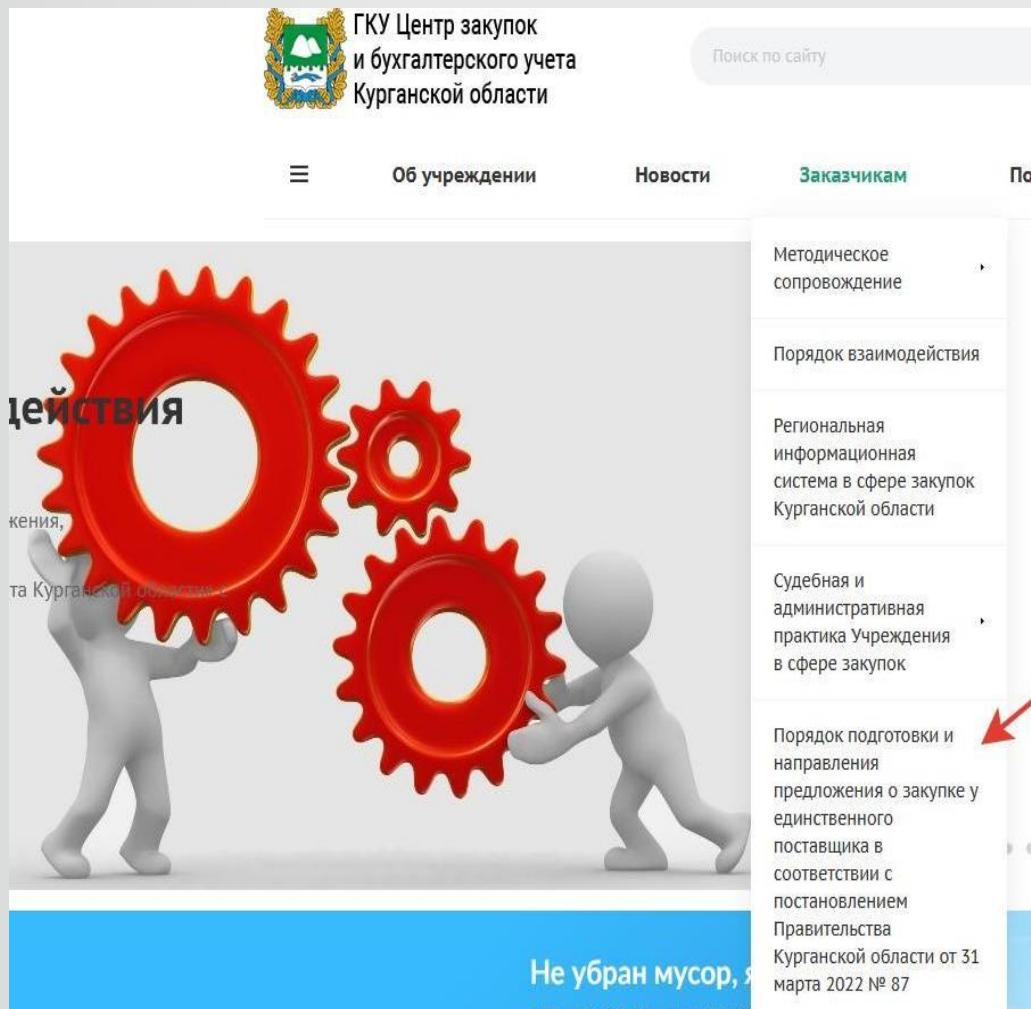 ГКУ Центр закупок
и бухгалтерского учета
Курганской области
Поиск по сайту
☰
Об учреждении
Новости
Заказчикам
По
Методическое
сопровождение
Порядок взаимодействия
Региональная
информационная
система в сфере закупок
Курганской области
Судебная и
административная
практика Учреждения
в сфере закупок
Порядок подготовки и
направления
предложения о закупке у
единственного
поставщика в
соответствии с
постановлением
Правительства
Курганской области от 31
марта 2022 № 87
действия
жения,
та Курганской
с
Не убран мусор, я